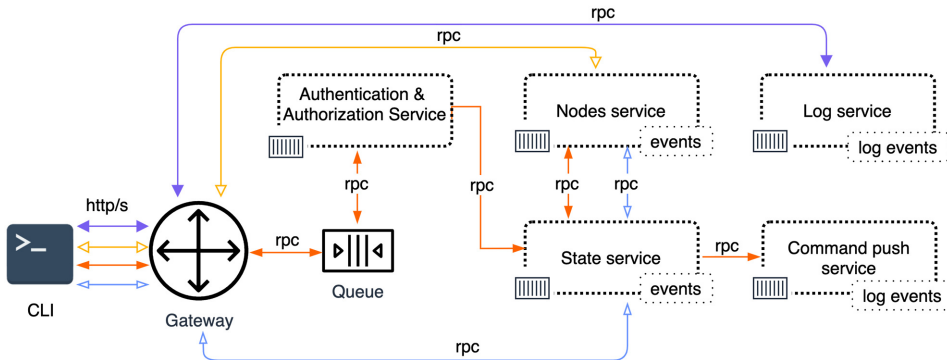 rpc
rpc
Authentication &
Authorization Service
Nodes service
events
Log service
log events
rpc
rpc
rpc
rpc
http/s
>_
CLI
Gateway
rpc
Queue
State service
events
rpc
Command push
service
log events
rpc